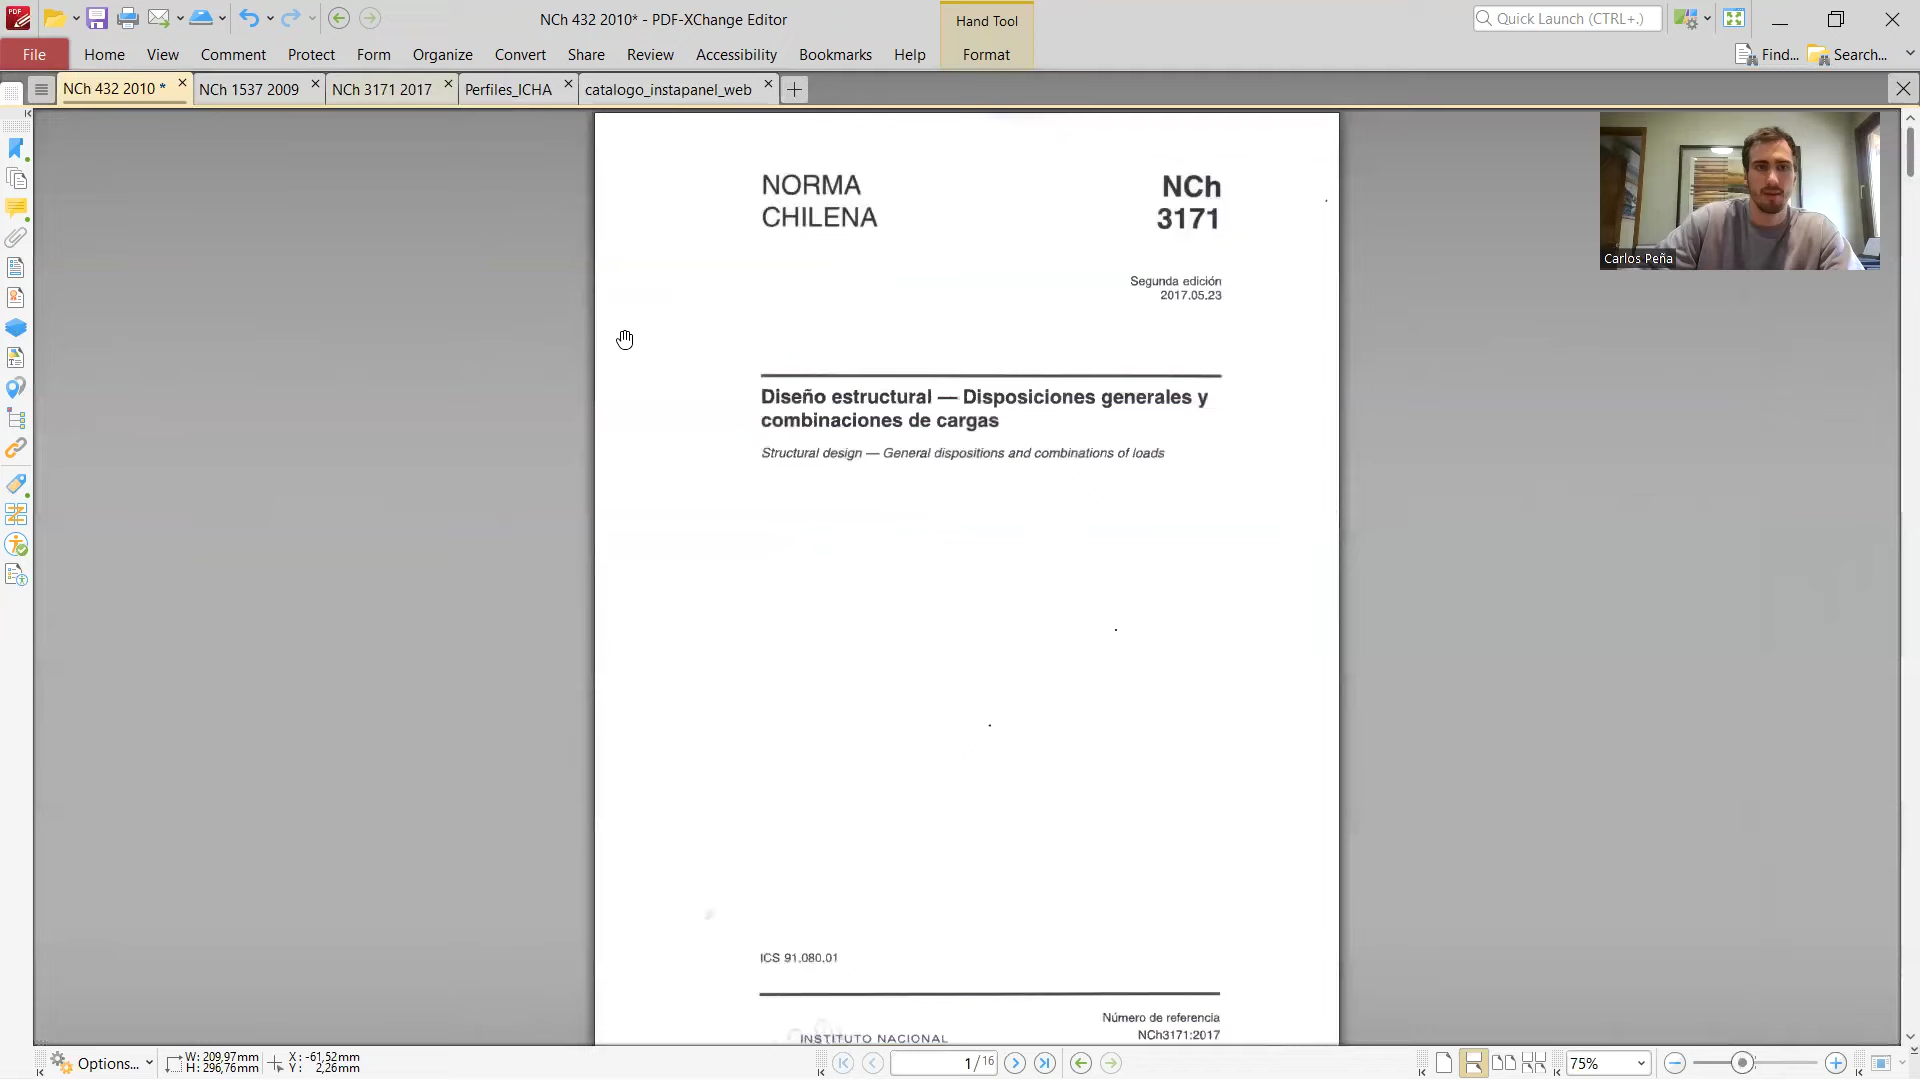 NCh 432 2010* - PDF-XChange Editor
Hand Tool
Quick Launch (CTRL+.)
File
Home
View
Comment
Protect
Form
Organize
Convert
Share
Review
Accessibility
Bookmarks
Help
Format
Find...
Search...
NCh 432 2010 *
NCh 1537 2009
NCh 3171 2017
Perfiles_ICHA
catalogo_instapanel_web
NORMA
CHILENA
NCh
3171
Segunda edición
2017.05.23
Carlos Peña
Diseño estructural — Disposiciones generales y
combinaciones de cargas
Structural design — General dispositions and combinations of loads
ICS 91.080.01
Número de referencia
NCh3171:2017
INSTITUTO NACIONAL
Options...
W: 209,97mm
H: 296,76mm
X: -61,52mm
Y: 2,26mm
1 / 16
75%